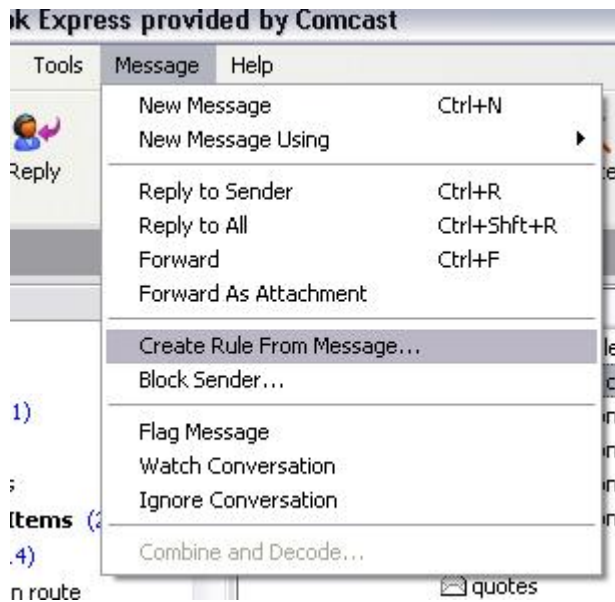 k Express provided by Comcast
Tools Message Help
New Message Ctrl+N
New Message Using
Reply
Reply to Sender Ctrl+R
Reply to All Ctrl+Shft+R
Forward Ctrl+F
Forward As Attachment
Create Rule From Message...
Block Sender...
1)
Flag Message
Watch Conversation
Ignore Conversation
Items (2
Combine and Decode...
.4)
n route
quotes